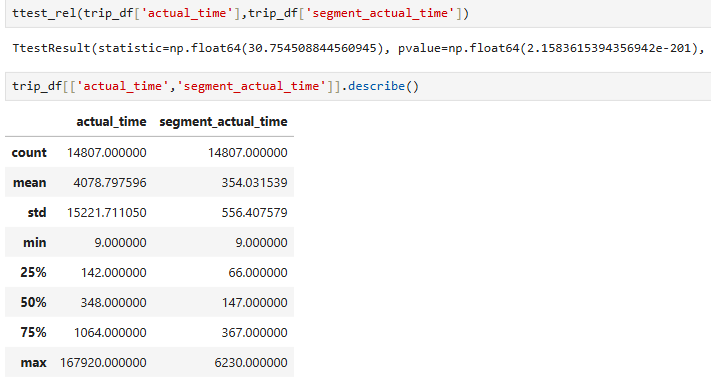 ttest_rel(trip_df['actual_time'],trip_df['segment_actual_time'])
TtestResult(statistic=np.float64(30.754508844560945), pvalue=np.float64(2.1583615394356942e-201),
trip_df[['actual_time','segment_actual_time']].describe()
actual_time segment_actual_time
count 14807.000000 14807.000000
mean 4078.797596 354.031539
std 15221.711050 556.407579
min 9.000000 9.000000
25% 142.000000 66.000000
50% 348.000000 147.000000
75% 1064.000000 367.000000
max 167920.000000 6230.000000